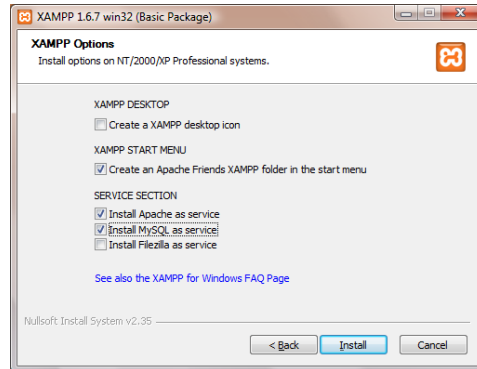 XAMPP 1.6.7 win32 (Basic Package)
XAMPP Options
Install options on NT/2000/XP Professional systems.
XAMPP DESKTOP
Create a XAMPP desktop icon
XAMPP START MENU
Create an Apache Friends XAMPP folder in the start menu
SERVICE SECTION
Install Apache as service
Install MySQL as service
Install Filezilla as service
See also the XAMPP for Windows FAQ Page
Nullsoft Install System v2.35
< Back Install Cancel